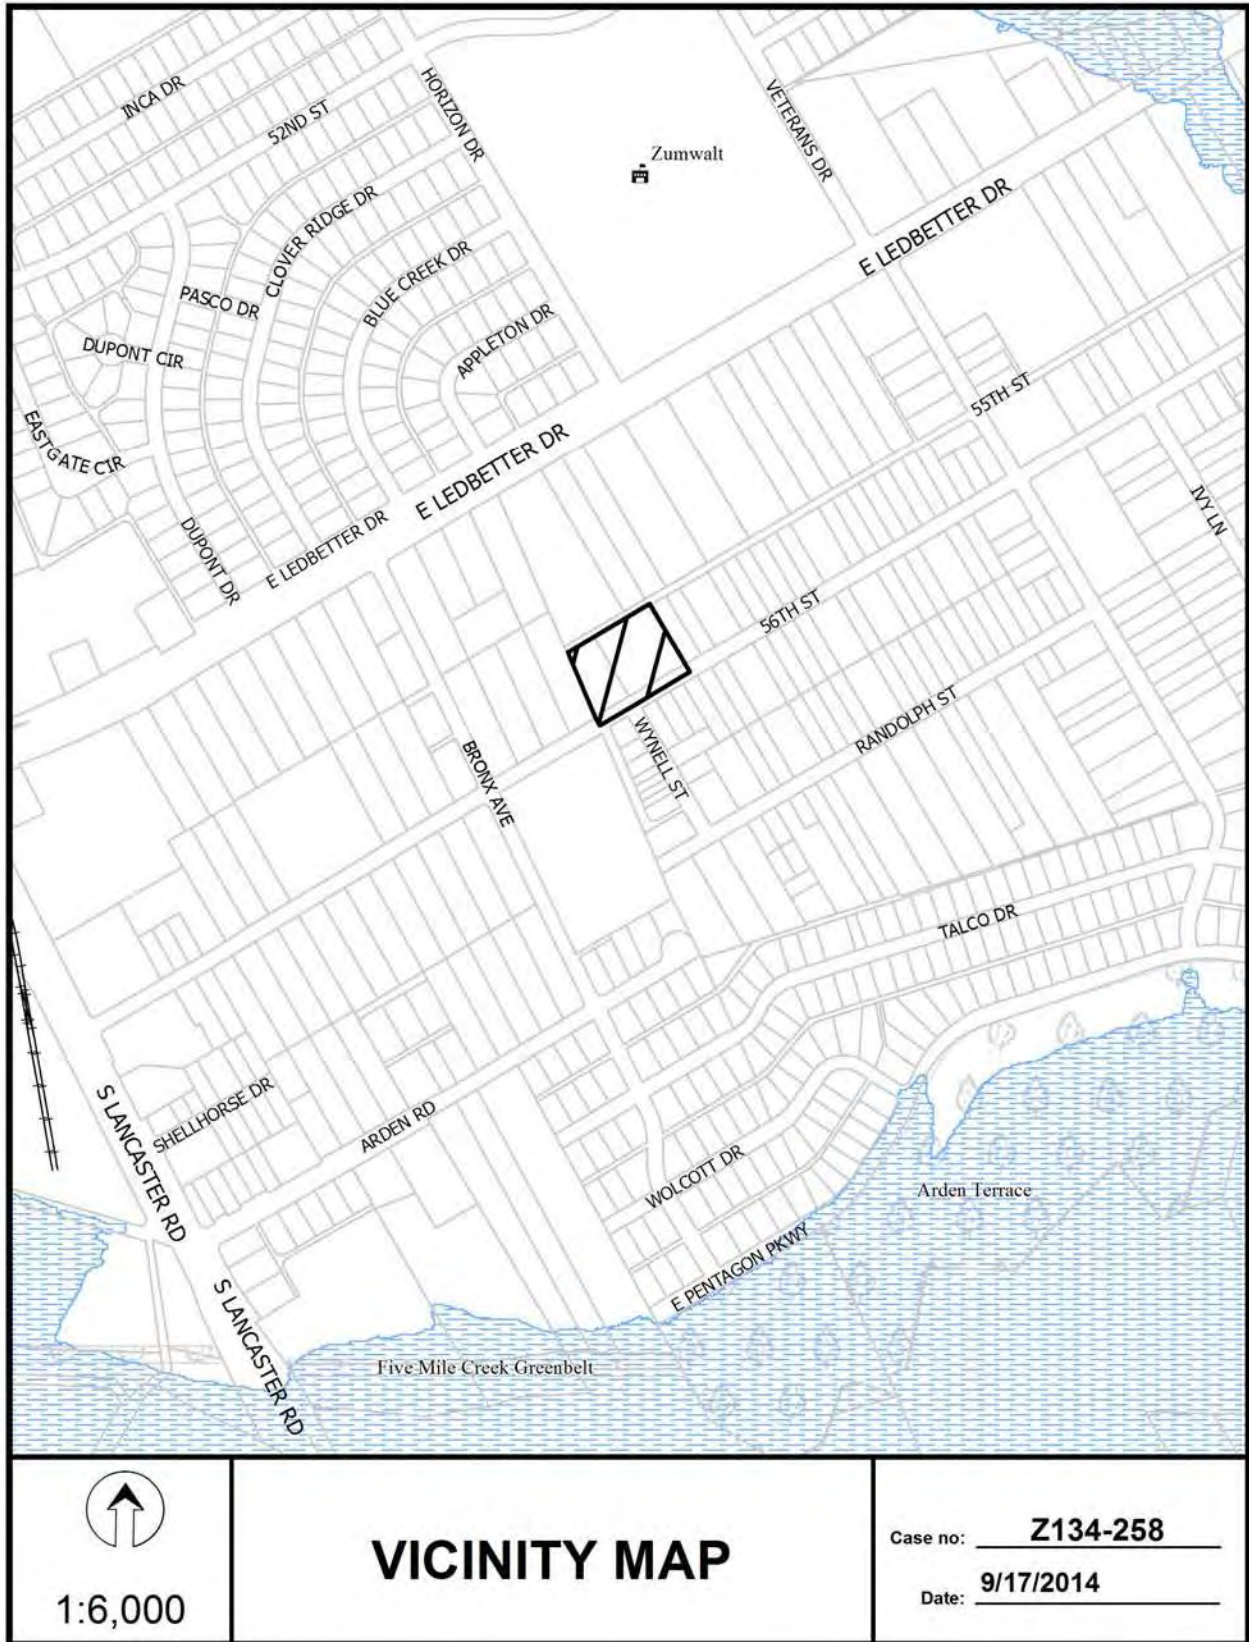 INCA DR
52ND ST
HORIZON DR
VETERANS DR
Zumwalt
CLOVER RIDGE DR
E LEDBETTER DR
BLUE CREEK DR
PASCO DR
APPLETON DR
DUPONT CIR
55TH ST
EASTGATE CIR
E LEDBETTER DR
IVY LN
DUPONT DR
E LEDBETTER DR
56TH ST
RANDOLPH ST
WYNELL ST
BRONX AVE
TALCO DR
S LANCASTER RD
SHELLHORSE DR
ARDEN RD
WOLCOTT DR
Arden Terrace
E PENTAGON PKWY
S LANCASTER RD
Five Mile Creek Greenbelt
1:6,000
VICINITY MAP
Case no: Z134-258
Date: 9/17/2014